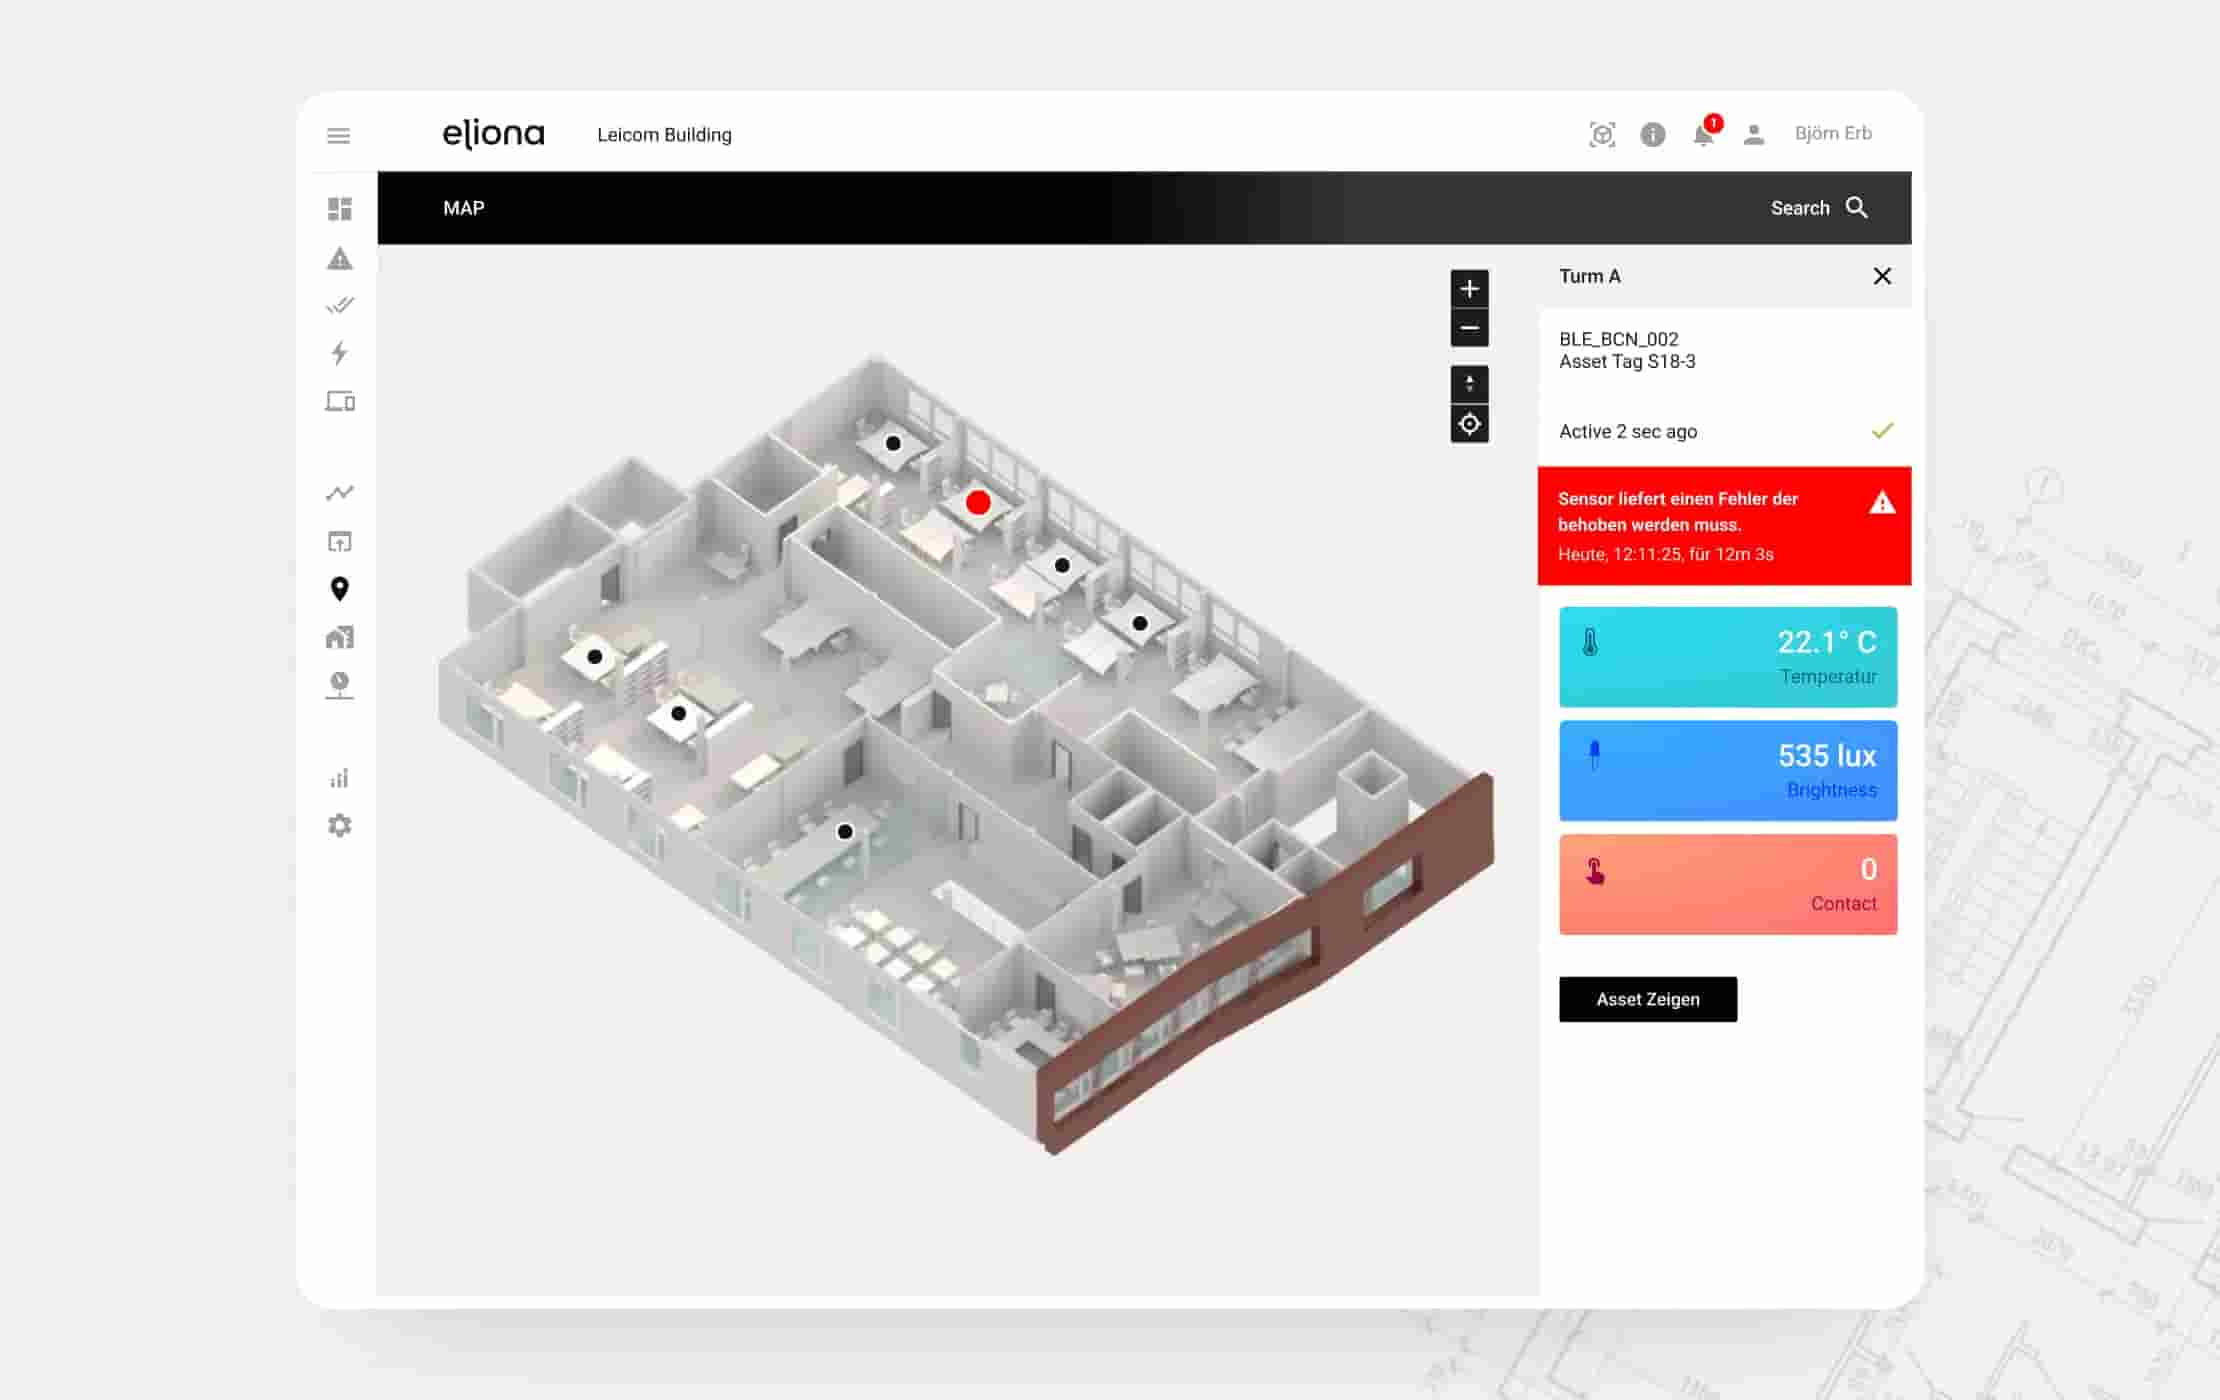 eliona
Leicom Building
1
Björn Erb
MAP
Search
Turm A
BLE_BCN_002
Asset Tag S18-3
Active 2 sec ago
Sensor liefert einen Fehler der
behoben werden muss.
Heute, 12:11:25, für 12m 3s
22.1° C
Temperatur
535 lux
Brightness
0
Contact
Asset Zeigen